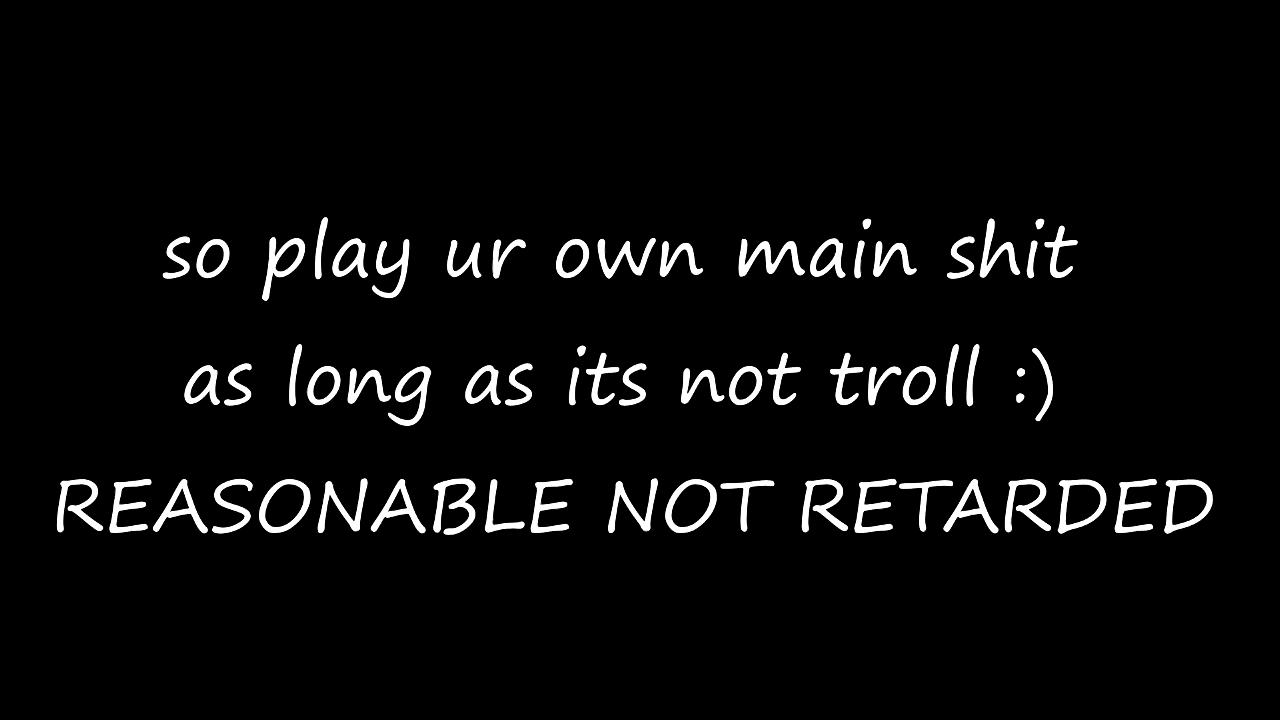 so play ur own main shit
as long as its not troll :)
REASONABLE NOT RETARDED